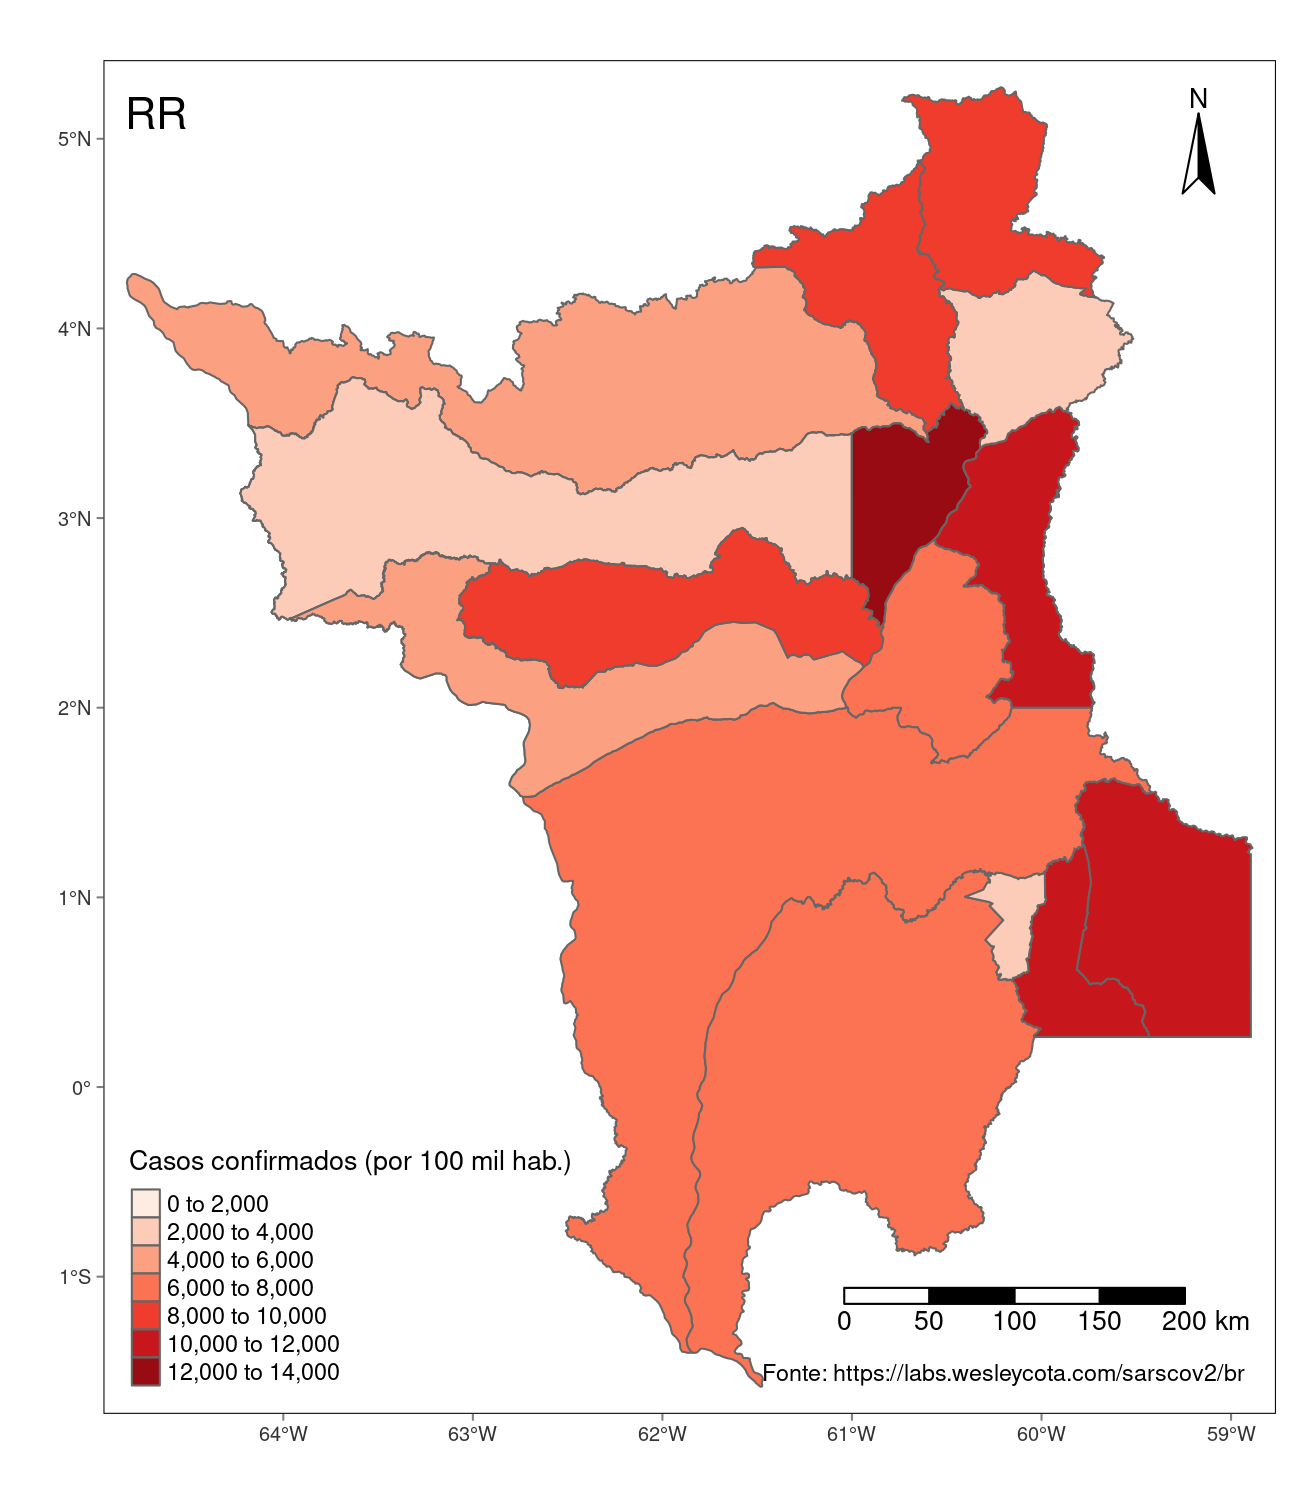 RR
N
5°N
4°N
3°N
2°N
1°N
0°
1°S
Casos confirmados (por 100 mil hab.)
0 to 2,000
2,000 to 4,000
4,000 to 6,000
6,000 to 8,000
8,000 to 10,000
10,000 to 12,000
12,000 to 14,000
0 50 100 150 200 km
Fonte: https://labs.wesleycota.com/sarscov2/br
64°W 63°W 62°W 61°W 60°W 59°W